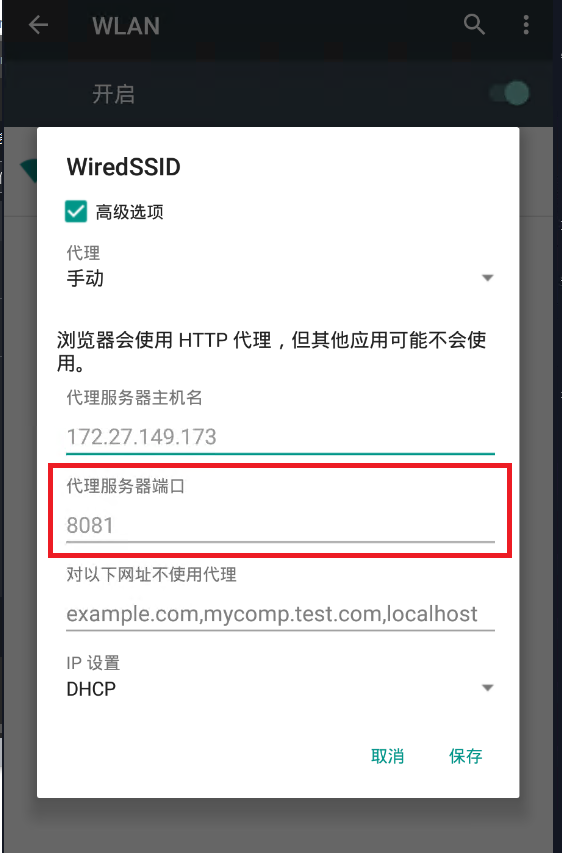 WLAN
开启
WiredSSID
高级选项
代理
手动
浏览器会使用 HTTP 代理，但其他应用可能不会使
用。
代理服务器主机名
172.27.149.173
代理服务器端口
8081
对以下网址不使用代理
example.com,mycomp.test.com,localhost
IP 设置
DHCP
取消
保存